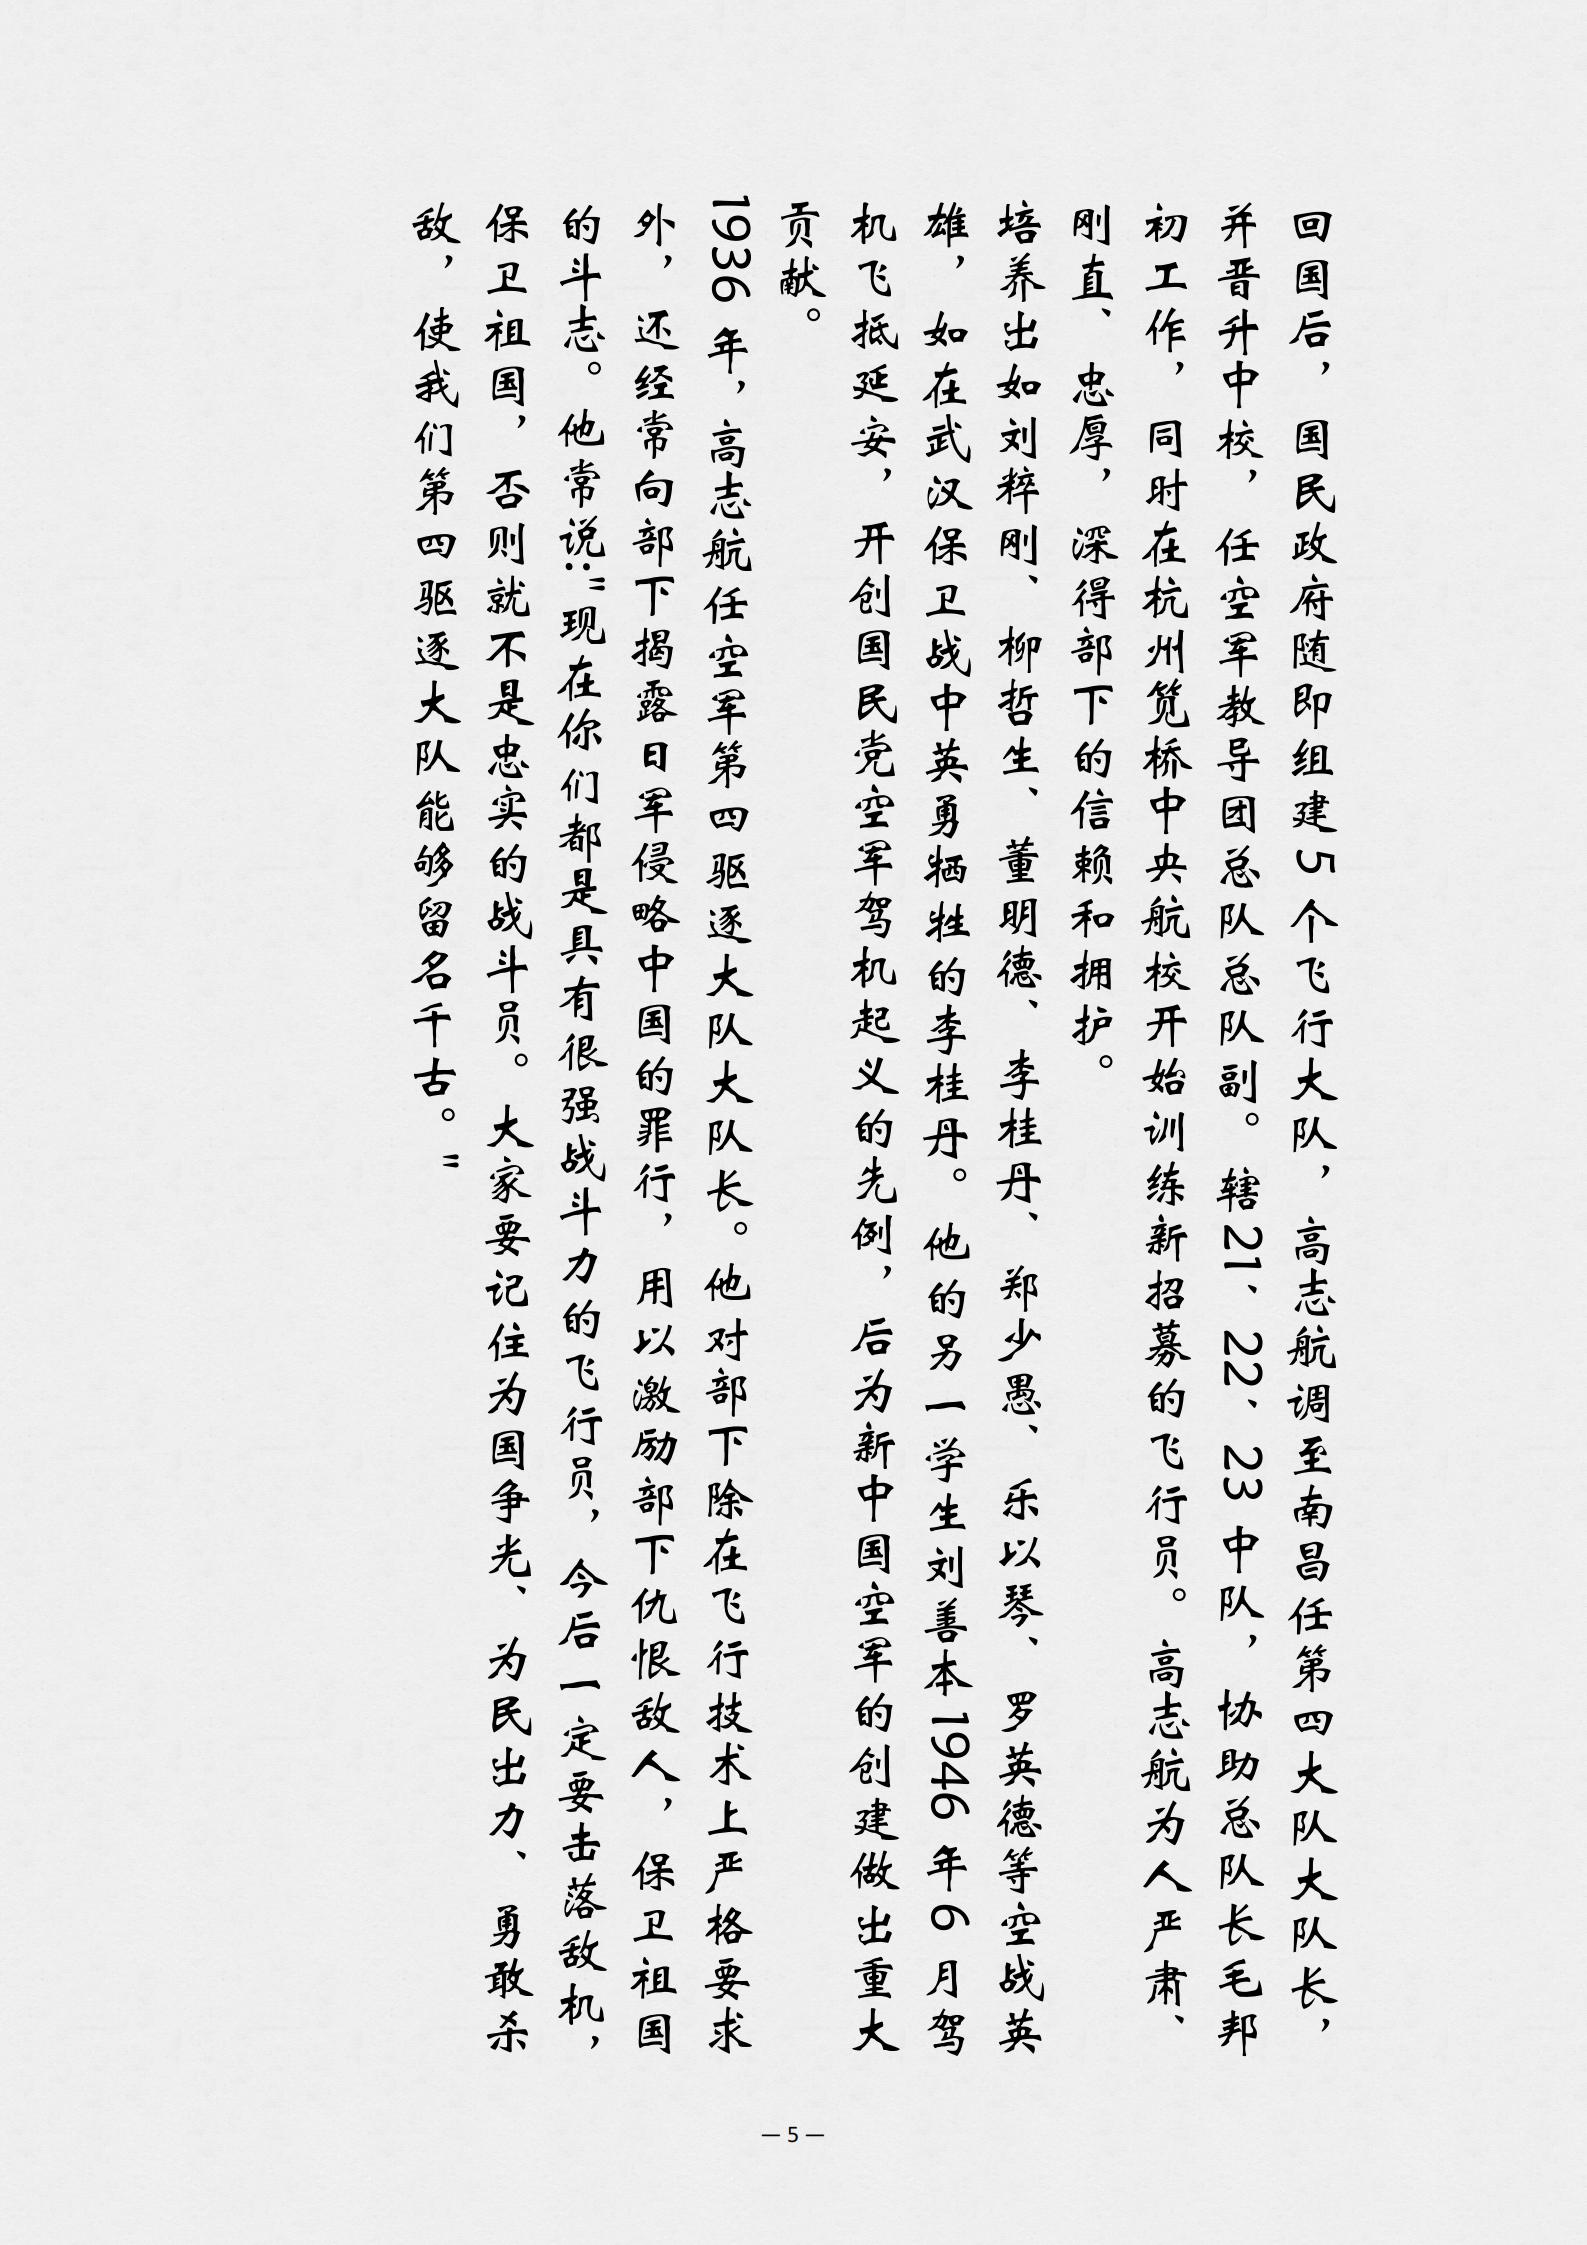 回国后，国民政府随即组建5个飞行大队，高志航调至南昌任第四大队大队长，
并晋升中校，任空军教导团总队总队副。辖21、22、23中队，协助总队长毛邦
初工作，同时在杭州笕桥中央航校开始训练新招募的飞行员。高志航为人严肃、
刚直、忠厚，深得部下的信赖和拥护。
培养出如刘粹刚、柳哲生、董明德、李桂丹、郑少愚、乐以琴、罗英德等空战英
雄，如在武汉保卫战中英勇牺牲的李桂丹。他的另一学生刘善本1946年6月驾
机飞抵延安，开创国民党空军驾机起义的先例，后为新中国空军的创建做出重大
贡献。
1936年，高志航任空军第四驱逐大队大队长。他对部下除在飞行技术上严格要求
外，还经常向部下揭露日军侵略中国的罪行，用以激励部下仇恨敌人，保卫祖国
的斗志。他常说："现在你们都是具有很强战斗力的飞行员，今后一定要击落敌机，
保卫祖国，否则就不是忠实的战斗员。大家要记住为国争光、为民出力、勇敢杀
敌，使我们第四驱逐大队能够留名千古。"
— 5 —